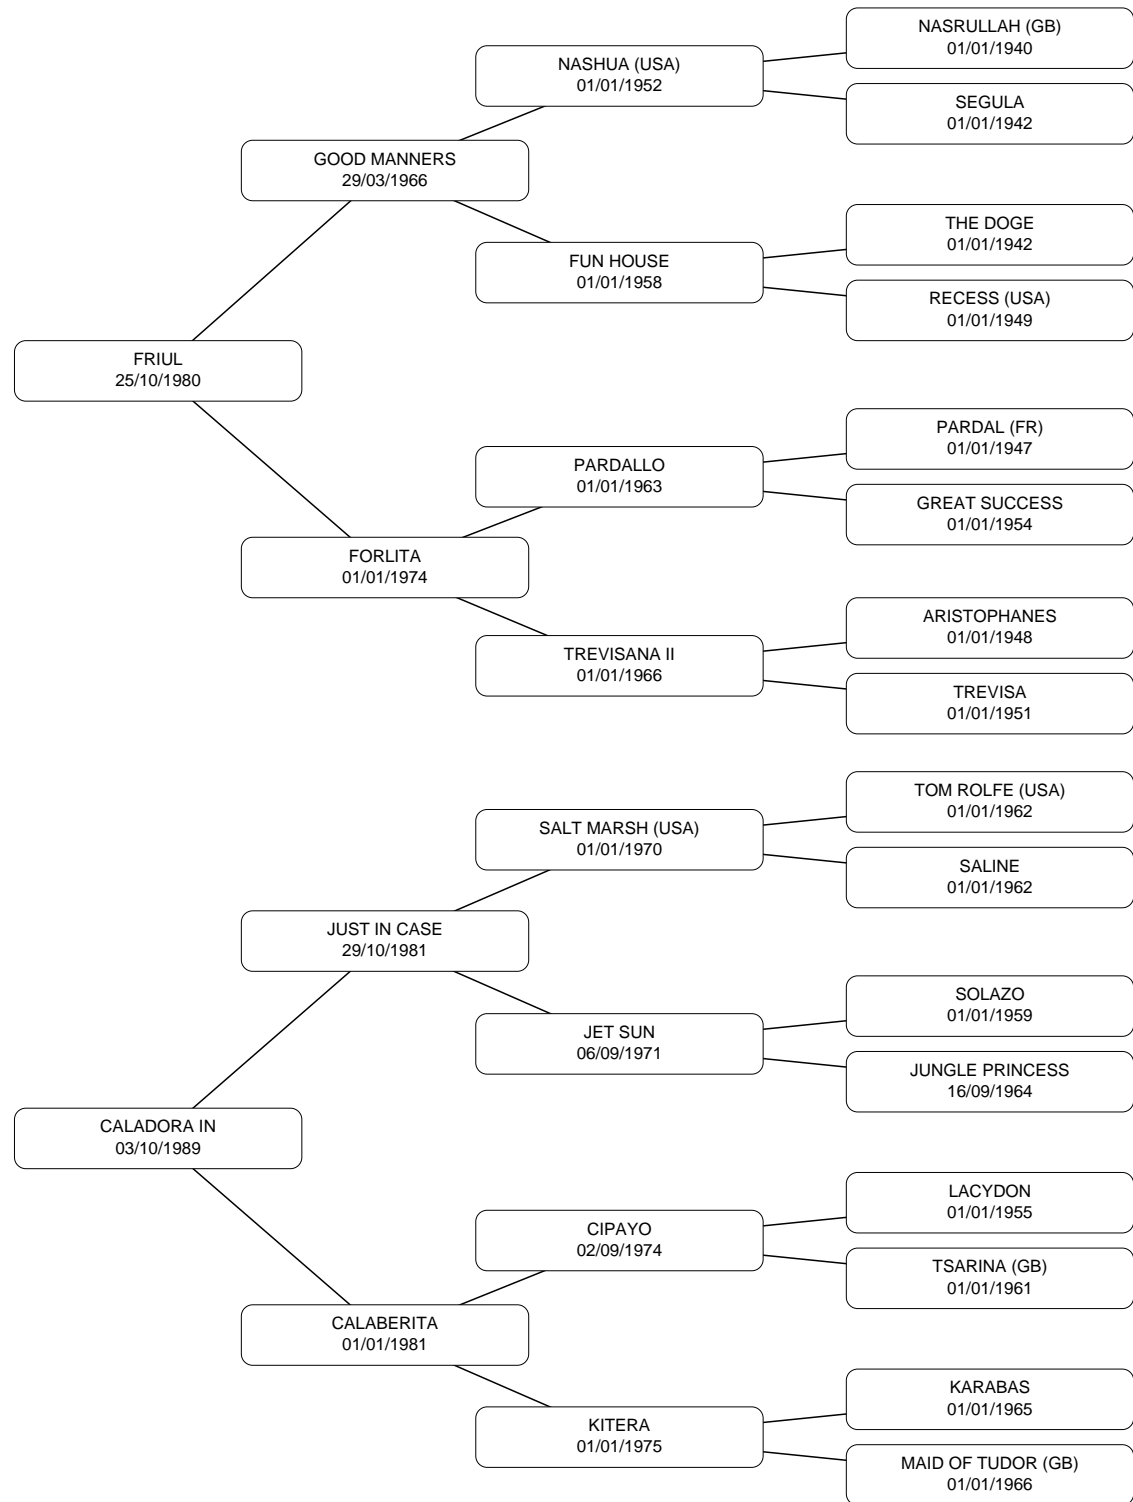 NASRULLAH (GB)
01/01/1940
NASHUA (USA)
01/01/1952
SEGULA
01/01/1942
GOOD MANNERS
29/03/1966
THE DOGE
01/01/1942
FUN HOUSE
01/01/1958
RECESS (USA)
01/01/1949
FRIUL
25/10/1980
PARDAL (FR)
01/01/1947
PARDALLO
01/01/1963
GREAT SUCCESS
01/01/1954
FORLITA
01/01/1974
ARISTOPHANES
01/01/1948
TREVISANA II
01/01/1966
TREVISA
01/01/1951
TOM ROLFE (USA)
01/01/1962
SALT MARSH (USA)
01/01/1970
SALINE
01/01/1962
JUST IN CASE
29/10/1981
SOLAZO
01/01/1959
JET SUN
06/09/1971
JUNGLE PRINCESS
16/09/1964
CALADORA IN
03/10/1989
LACYDON
01/01/1955
CIPAYO
02/09/1974
TSARINA (GB)
01/01/1961
CALABERITA
01/01/1981
KARABAS
01/01/1965
KITERA
01/01/1975
MAID OF TUDOR (GB)
01/01/1966